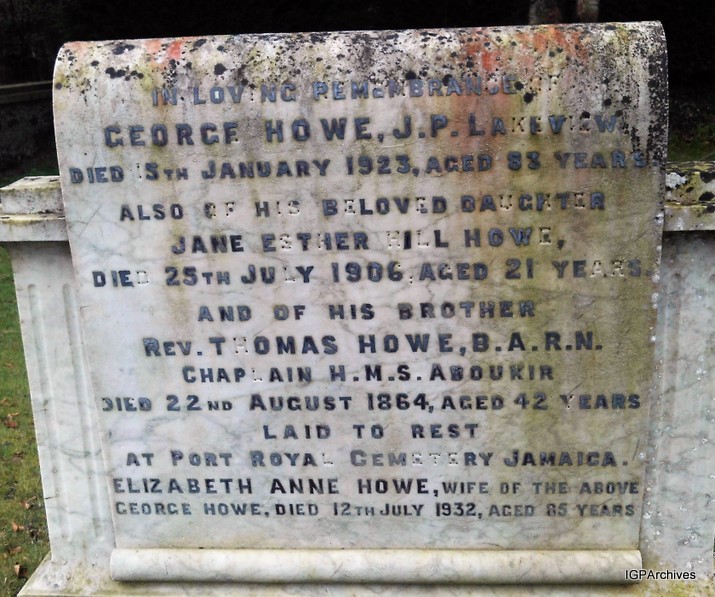 IN LOVING REMEMBRANCE
GEORGE HOWE, J.P. LAKEVIEW
DIED 15TH JANUARY 1923, AGED 83 YEARS
ALSO OF HIS BELOVED DAUGHTER
JANE ESTHER HILL HOWE,
DIED 25TH JULY 1906, AGED 21 YEARS
AND OF HIS BROTHER
REV. THOMAS HOWE, B.A. R.N.
CHAPLAIN H.M.S. ABOUKIR
DIED 22ND AUGUST 1864, AGED 42 YEARS
LAID TO REST
AT PORT ROYAL CEMETERY JAMAICA.
ELIZABETH ANNE HOWE, WIFE OF THE ABOVE
GEORGE HOWE, DIED 12TH JULY 1932, AGED 85 YEARS
IGPArchives